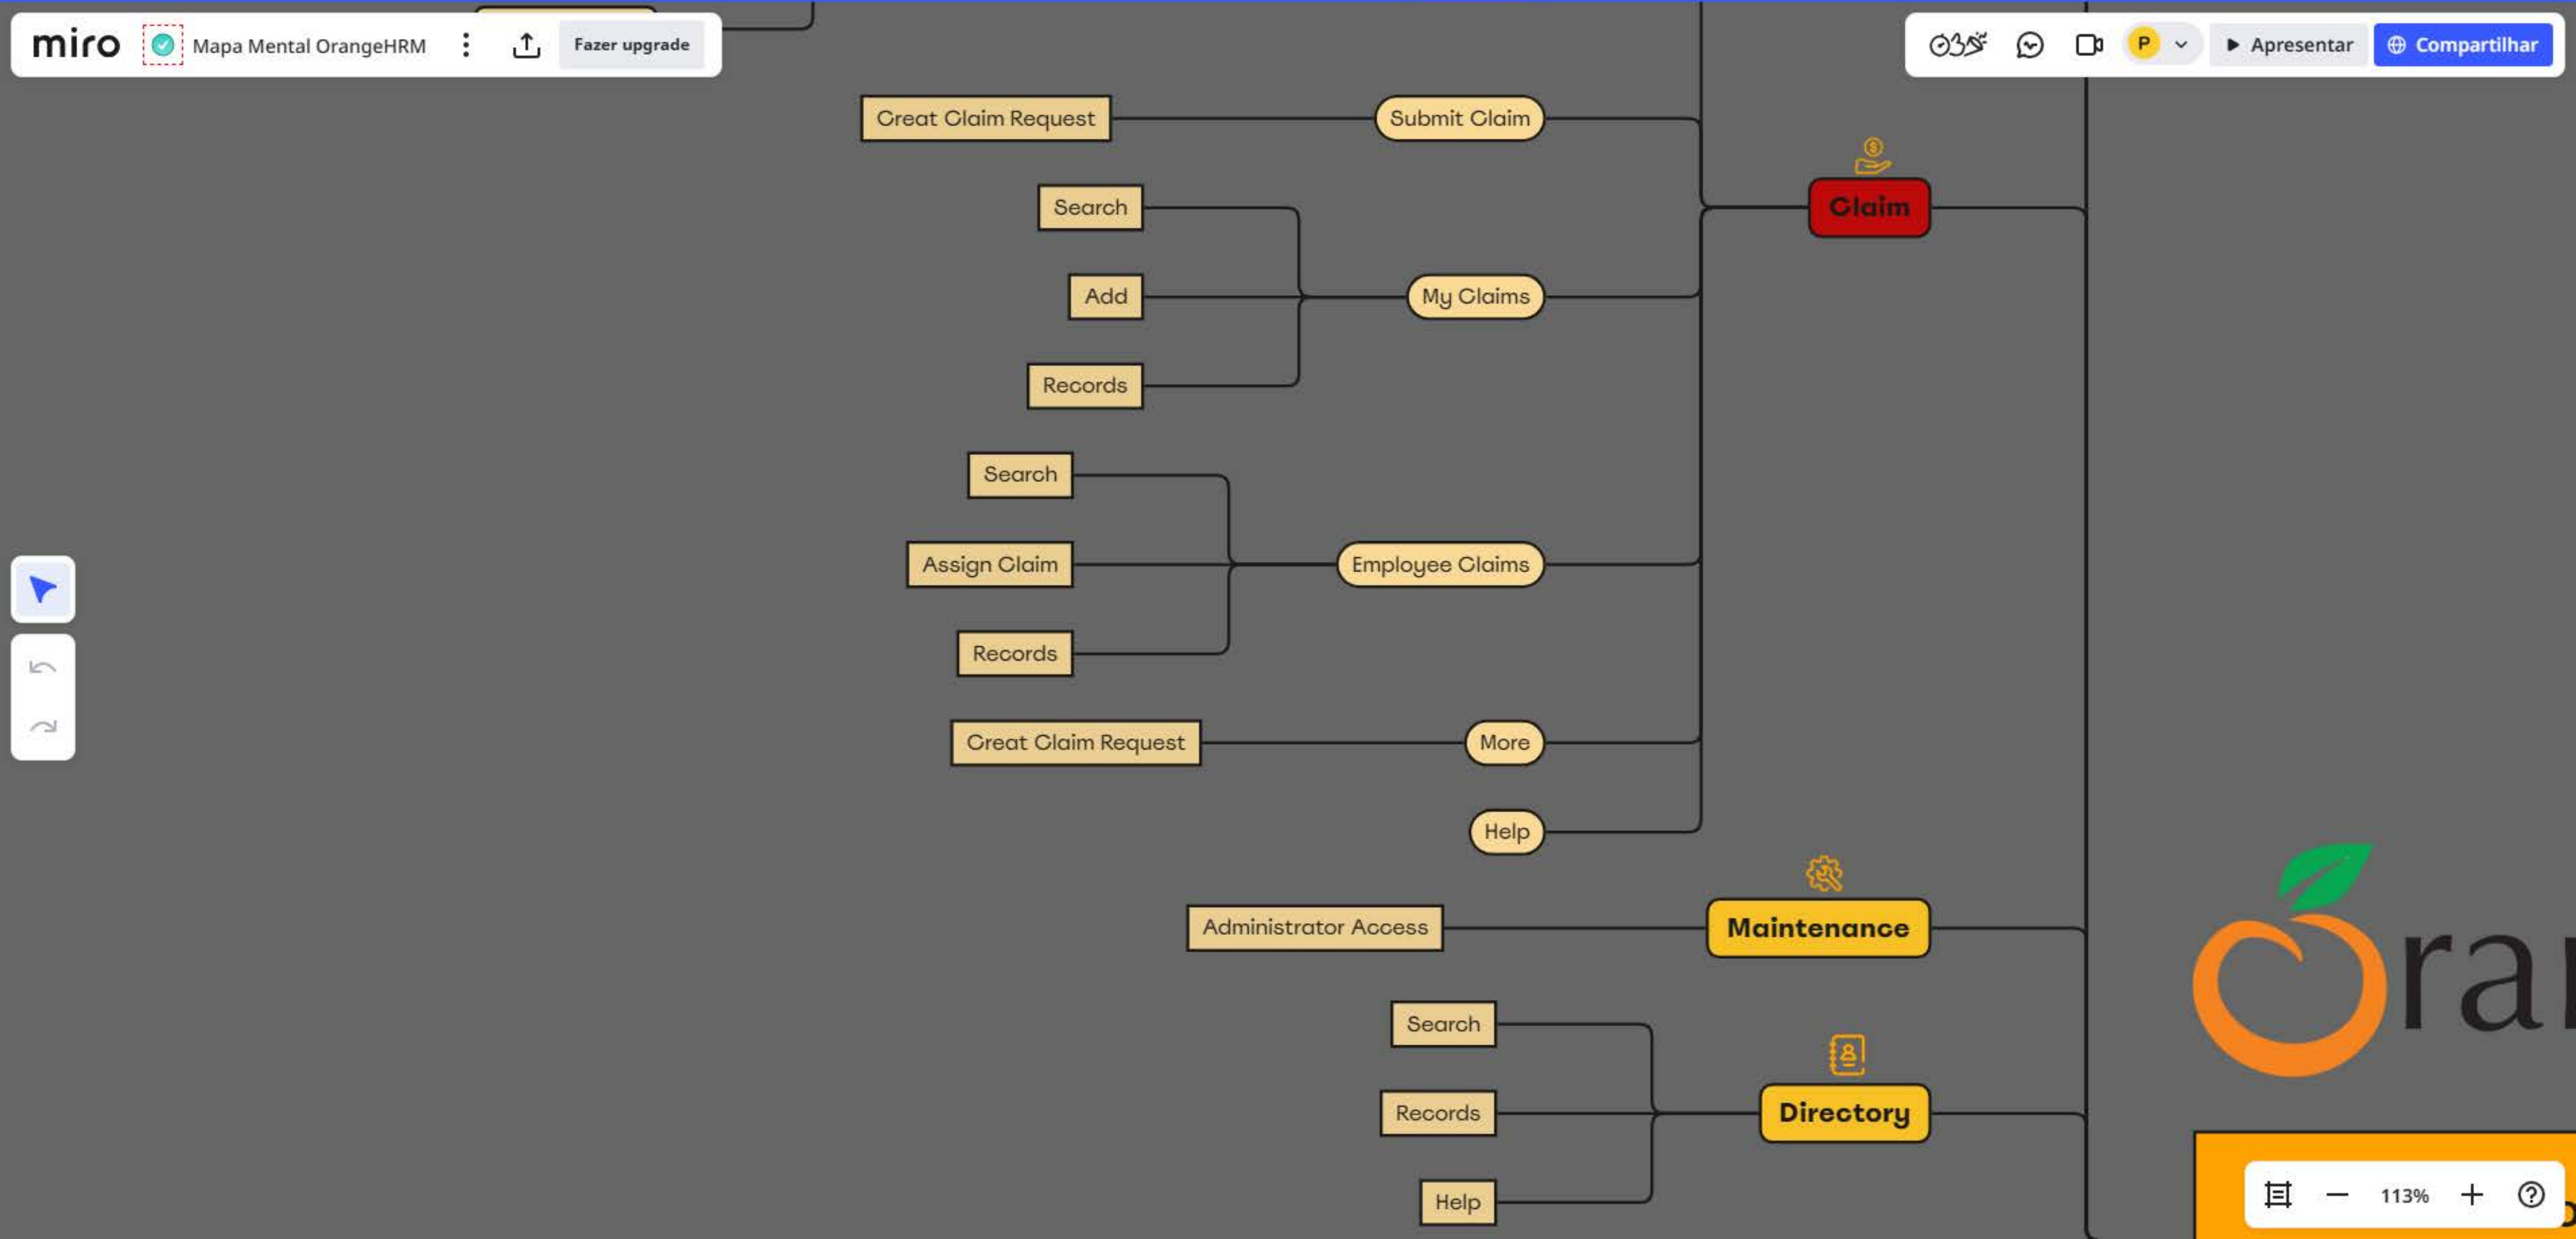 miro
Mapa Mental OrangeHRM
Fazer upgrade
P
Apresentar
Compartilhar
Creat Claim Request
Submit Claim
Claim
Search
Add
My Claims
Records
Search
Assign Claim
Employee Claims
Records
Creat Claim Request
More
Help
Administrator Access
Maintenance
Search
Records
Directory
Help
Oran
113%